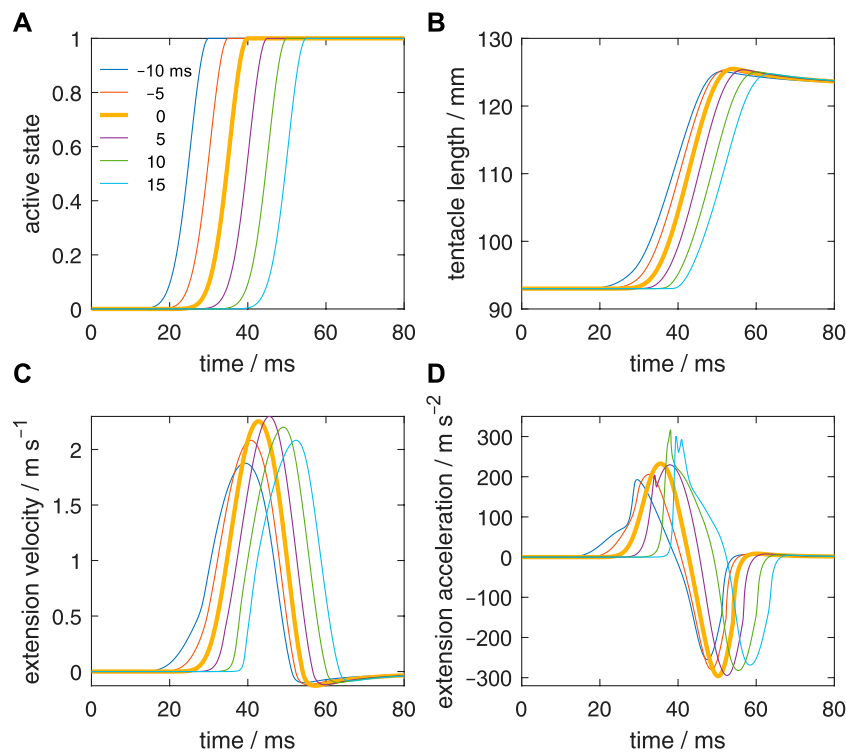 A
active state
1
0.8
0.6
0.4
0.2
0
−10 ms
−5
0
5
10
15
0 20 40 60 80
time / ms
B
tentacle length / mm
130
120
110
100
90
0 20 40 60 80
time / ms
C
extension velocity / m s⁻¹
2
1.5
1
0.5
0
0 20 40 60 80
time / ms
D
extension acceleration / m s⁻²
300
200
100
0
−100
−200
−300
0 20 40 60 80
time / ms